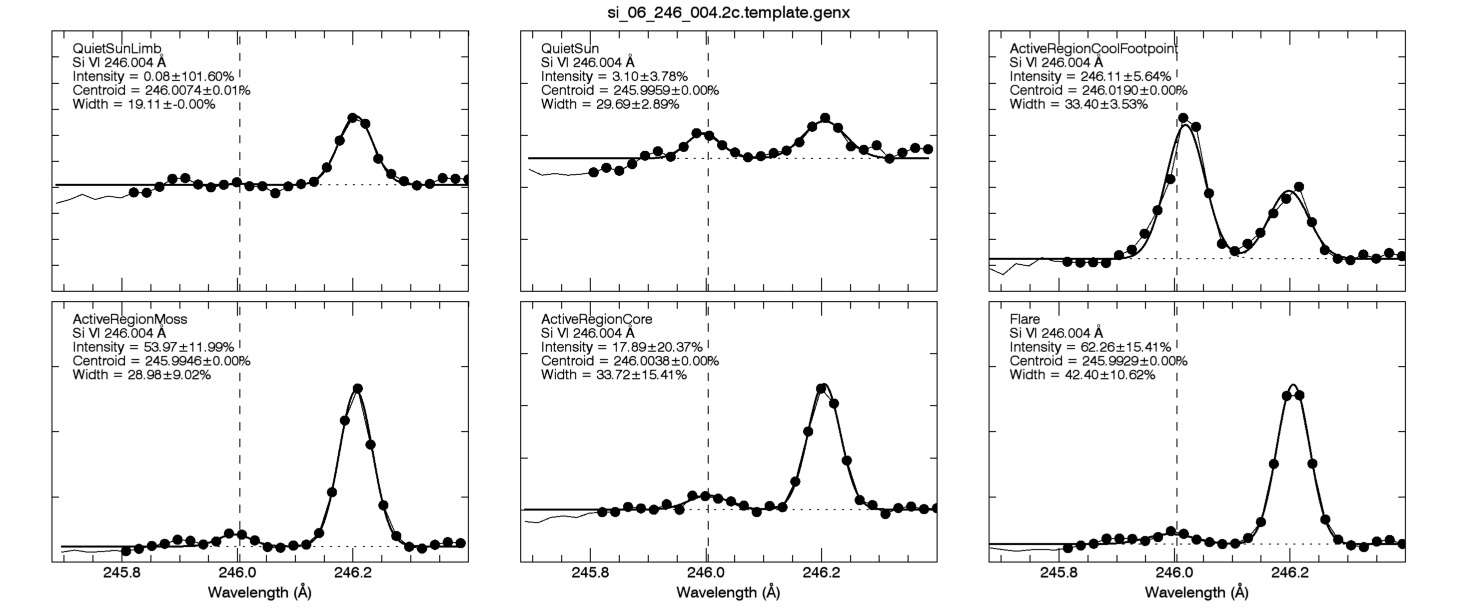 si_06_246_004.2c.template.genx
QuietSunLimb
Si VI 246.004 Å
Intensity = 0.08±101.60%
Centroid = 246.0074±0.01%
Width = 19.11±-0.00%
QuietSun
Si VI 246.004 Å
Intensity = 3.10±3.78%
Centroid = 245.9959±0.00%
Width = 29.69±2.89%
ActiveRegionCoolFootpoint
Si VI 246.004 Å
Intensity = 246.11±5.64%
Centroid = 246.0190±0.00%
Width = 33.40±3.53%
ActiveRegionMoss
Si VI 246.004 Å
Intensity = 53.97±11.99%
Centroid = 245.9946±0.00%
Width = 28.98±9.02%
ActiveRegionCore
Si VI 246.004 Å
Intensity = 17.89±20.37%
Centroid = 246.0038±0.00%
Width = 33.72±15.41%
Flare
Si VI 246.004 Å
Intensity = 62.26±15.41%
Centroid = 245.9929±0.00%
Width = 42.40±10.62%
245.8 246.0 246.2
245.8 246.0 246.2
245.8 246.0 246.2
Wavelength (Å)
Wavelength (Å)
Wavelength (Å)